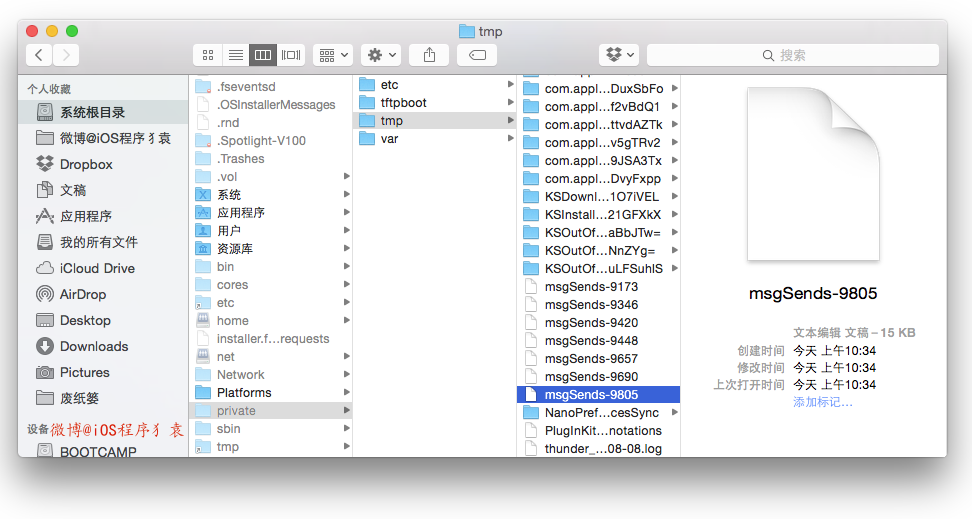 tmp
搜索
个人收藏
系统根目录
微博@iOS程序犭袁
Dropbox
文稿
应用程序
我的所有文件
iCloud Drive
AirDrop
Desktop
Downloads
Pictures
废纸篓
设备
微博@iOS程序犭袁
BOOTCAMP
.fseventsd
.OSInstallerMessages
.rnd
.Spotlight-V100
.Trashes
.vol
系统
应用程序
用户
资源库
bin
cores
etc
home
installer.f...requests
net
Network
Platforms
private
sbin
tmp
etc
tftpboot
tmp
var
com.appl...DuxSbFo
com.appl...f2vBdQ1
com.appl...ttvdAZTk
com.appl...v5gTRv2
com.appl...9JSA3Tx
com.appl...DvyFxpp
KSDownl...1O7iVEL
KSInstall...21GFXkX
KSOutOf...aBbJTw=
KSOutOf...NnZYg=
KSOutOf...uLFSuhIS
msgSends-9173
msgSends-9346
msgSends-9420
msgSends-9448
msgSends-9657
msgSends-9690
msgSends-9805
NanoPref...cesSync
PlugInKit...notations
thunder_...08-08.log
msgSends-9805
文本编辑 文稿 – 15 KB
创建时间 今天 上午10:34
修改时间 今天 上午10:34
上次打开时间 今天 上午10:34
添加标记...